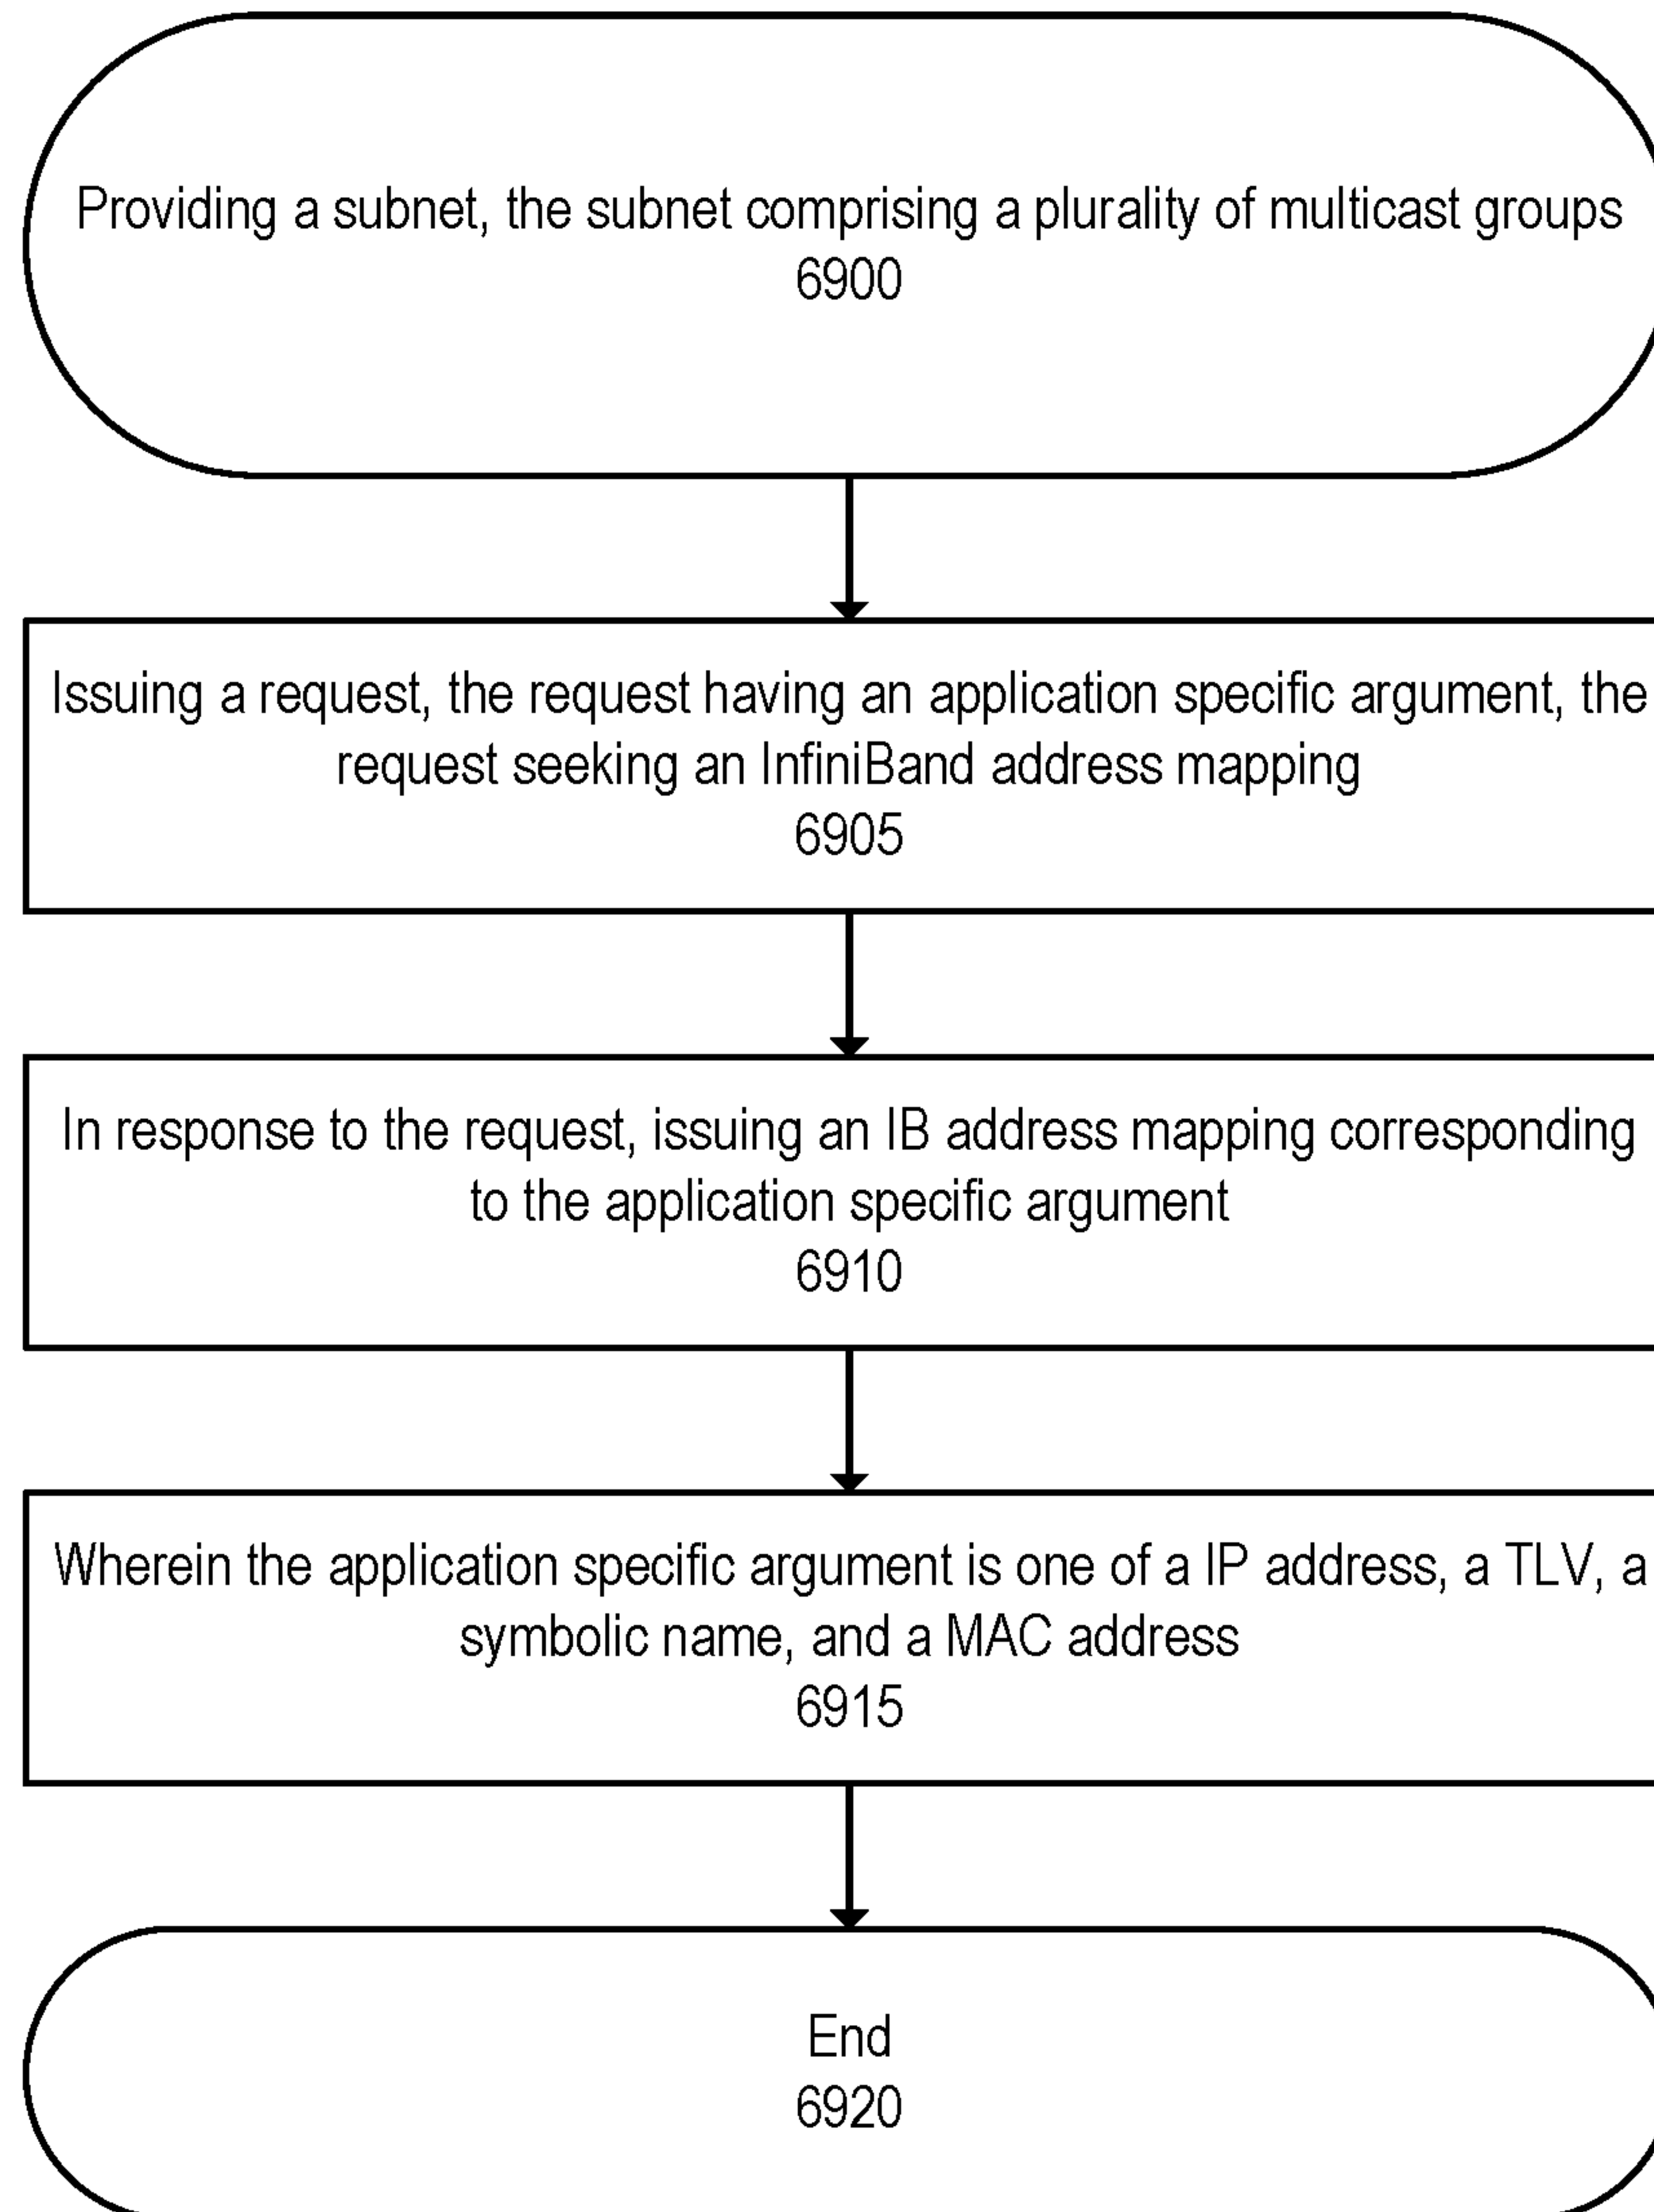 Providing a subnet, the subnet comprising a plurality of multicast groups
6900
Issuing a request, the request having an application specific argument, the
request seeking an InfiniBand address mapping
6905
In response to the request, issuing an IB address mapping corresponding
to the application specific argument
6910
Wherein the application specific argument is one of a IP address, a TLV, a
symbolic name, and a MAC address
6915
End
6920